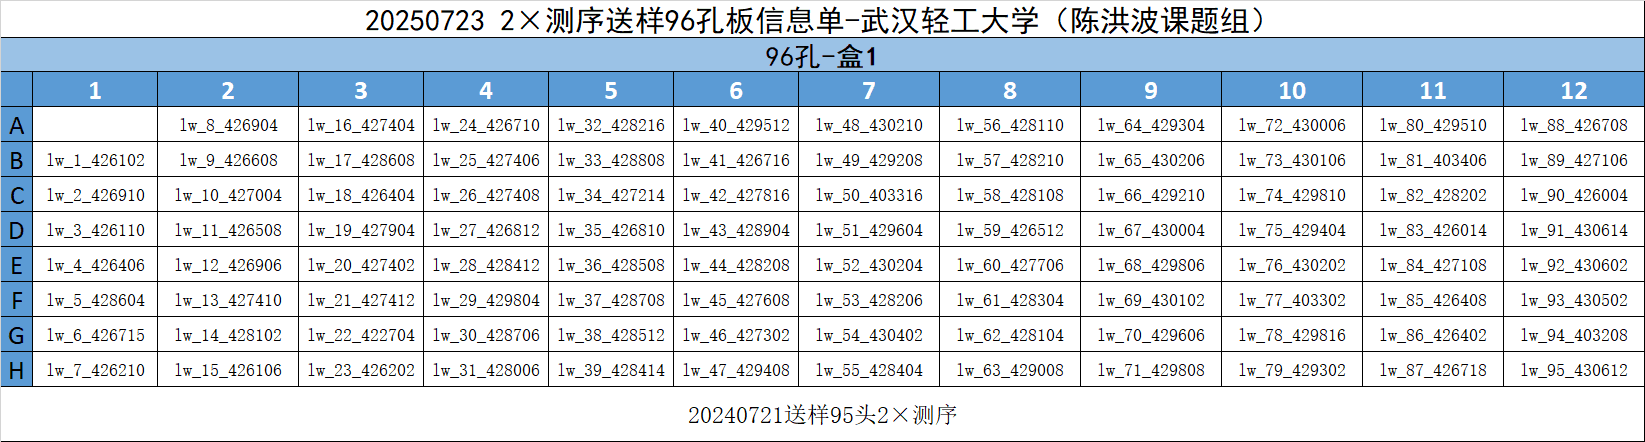 20250723 2×测序送样96孔板信息单-武汉轻工大学（陈洪波课题组）
96孔-盒1
1 2 3 4 5 6 7 8 9 10 11 12
A lw_8_426904 lw_16_427404 lw_24_426710 lw_32_428216 lw_40_429512 lw_48_430210 lw_56_428110 lw_64_429304 lw_72_430006 lw_80_429510 lw_88_426708
B lw_1_426102 lw_9_426608 lw_17_428608 lw_25_427406 lw_33_428808 lw_41_426716 lw_49_429208 lw_57_428210 lw_65_430206 lw_73_430106 lw_81_403406 lw_89_427106
C lw_2_426910 lw_10_427004 lw_18_426404 lw_26_427408 lw_34_427214 lw_42_427816 lw_50_403316 lw_58_428108 lw_66_429210 lw_74_429810 lw_82_428202 lw_90_426004
D lw_3_426110 lw_11_426508 lw_19_427904 lw_27_426812 lw_35_426810 lw_43_428904 lw_51_429604 lw_59_426512 lw_67_430004 lw_75_429404 lw_83_426014 lw_91_430614
E lw_4_426406 lw_12_426906 lw_20_427402 lw_28_428412 lw_36_428508 lw_44_428208 lw_52_430204 lw_60_427706 lw_68_429806 lw_76_430202 lw_84_427108 lw_92_430602
F lw_5_428604 lw_13_427410 lw_21_427412 lw_29_429804 lw_37_428708 lw_45_427608 lw_53_428206 lw_61_428304 lw_69_430102 lw_77_403302 lw_85_426408 lw_93_430502
G lw_6_426715 lw_14_428102 lw_22_422704 lw_30_428706 lw_38_428512 lw_46_427302 lw_54_430402 lw_62_428104 lw_70_429606 lw_78_429816 lw_86_426402 lw_94_403208
H lw_7_426210 lw_15_426106 lw_23_426202 lw_31_428006 lw_39_428414 lw_47_429408 lw_55_428404 lw_63_429008 lw_71_429808 lw_79_429302 lw_87_426718 lw_95_430612
20240721送样95头2×测序